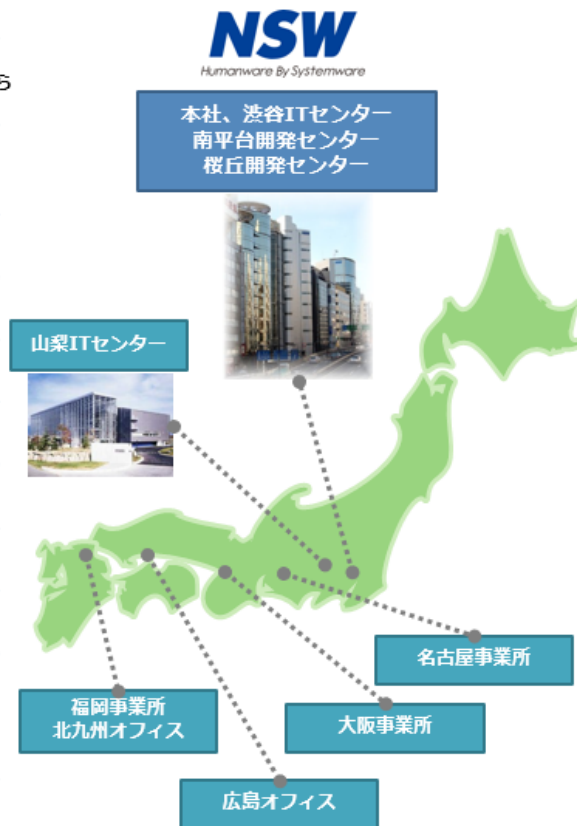 NSW
Humanware By Systemware
ら
本社、渋谷ITセンター
南平台開発センター
桜丘開発センター
山梨ITセンター
名古屋事業所
福岡事業所
北九州オフィス
大阪事業所
広島オフィス